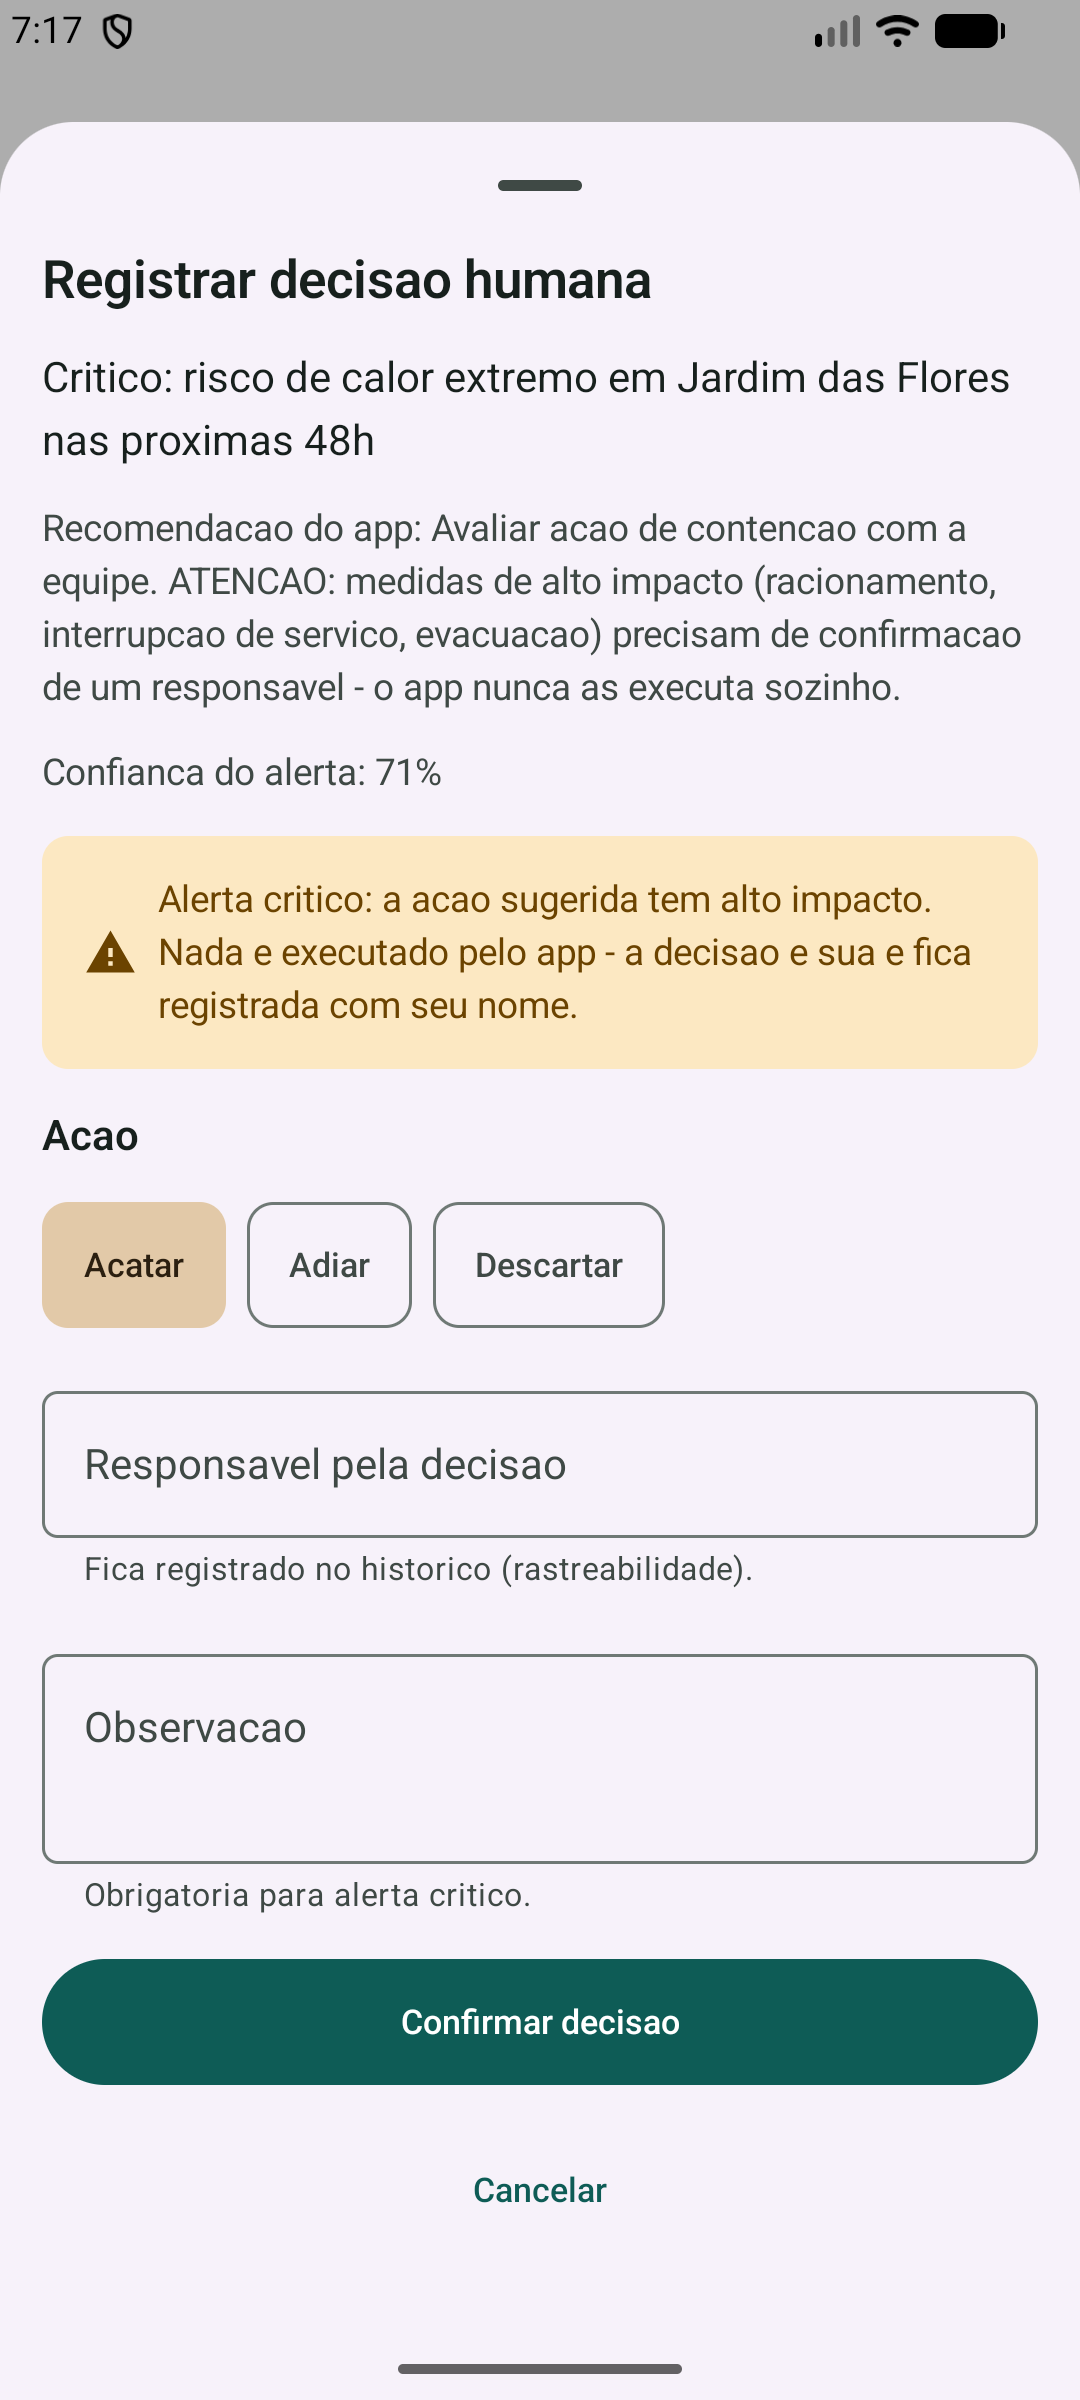 7:17
Registrar decisao humana
Critico: risco de calor extremo em Jardim das Flores
nas proximas 48h
Recomendacao do app: Avaliar acao de contencao com a
equipe. ATENCAO: medidas de alto impacto (racionamento,
interrupcao de servico, evacuacao) precisam de confirmacao
de um responsavel - o app nunca as executa sozinho.
Confianca do alerta: 71%
Alerta critico: a acao sugerida tem alto impacto.
Nada e executado pelo app - a decisao e sua e fica
registrada com seu nome.
Acao
Acatar
Adiar
Descartar
Responsavel pela decisao
Fica registrado no historico (rastreabilidade).
Observacao
Obrigatoria para alerta critico.
Confirmar decisao
Cancelar